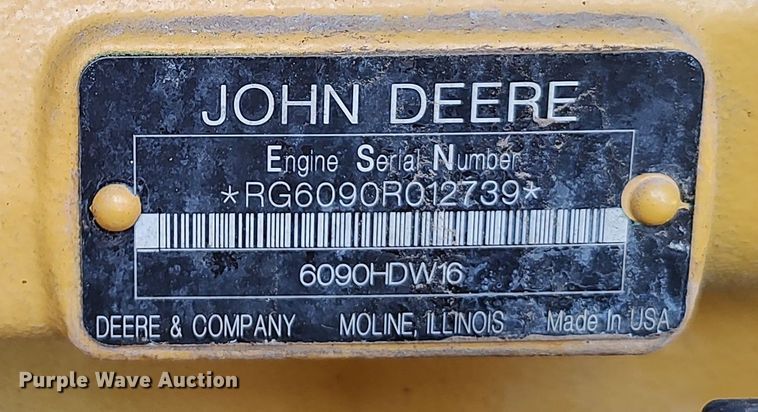 JOHN DEERE
Engine Serial Number
*RG6090R012739*
6090HDW16
DEERE & COMPANY MOLINE, ILLINOIS Made In USA
Purple Wave Auction